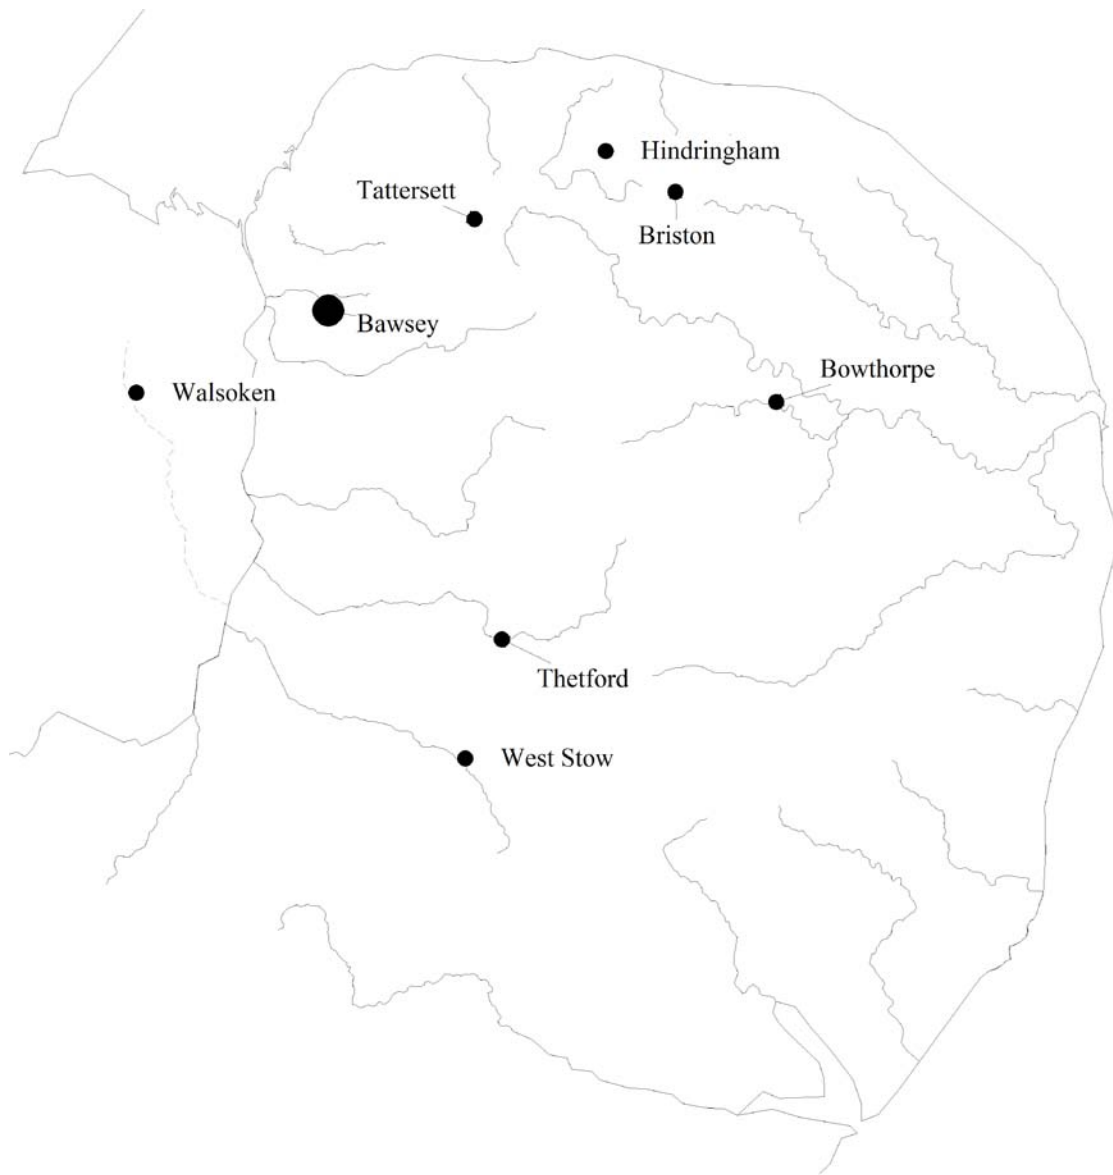 Hindringham
Tattersett
Briston
Bawsey
Bowthorpe
Walsoken
Thetford
West Stow